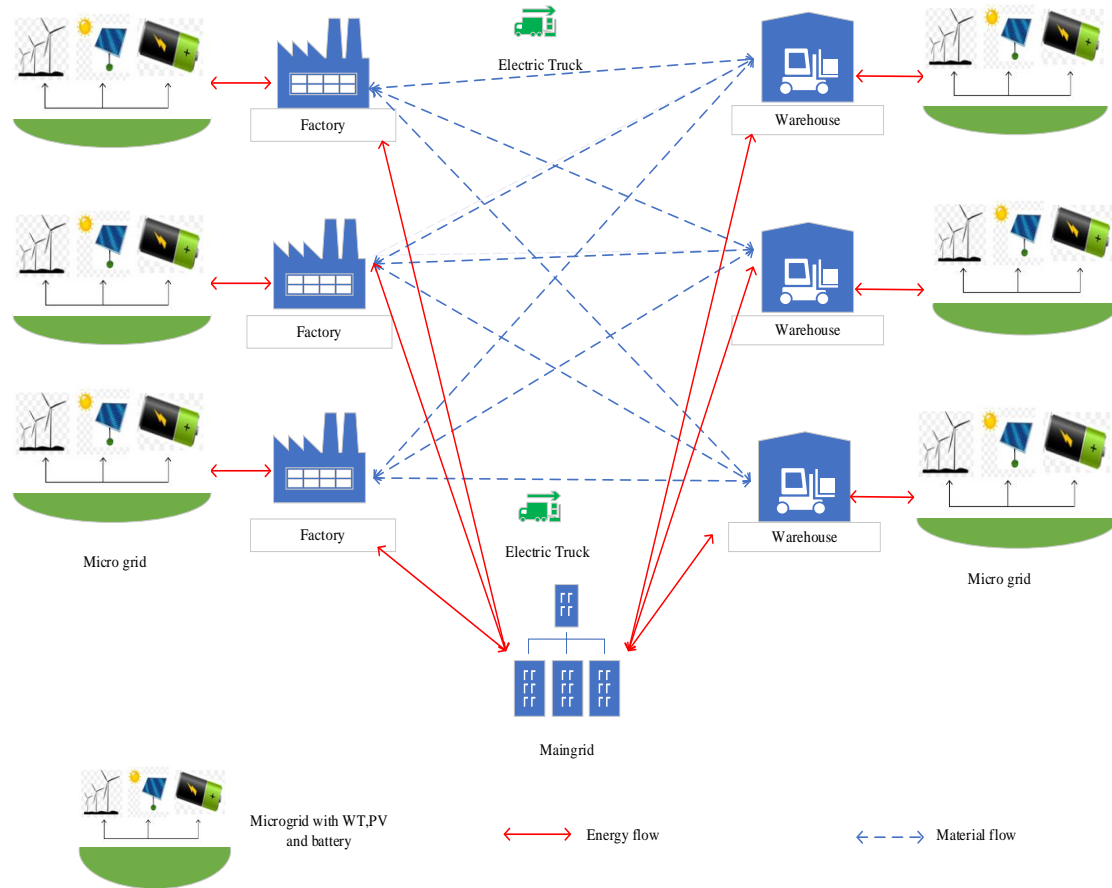 Electric Truck
Factory
Warehouse
Factory
Warehouse
Factory
Warehouse
Electric Truck
Micro grid
Micro grid
Maingrid
Microgrid with WT,PV
and battery
Energy flow
Material flow